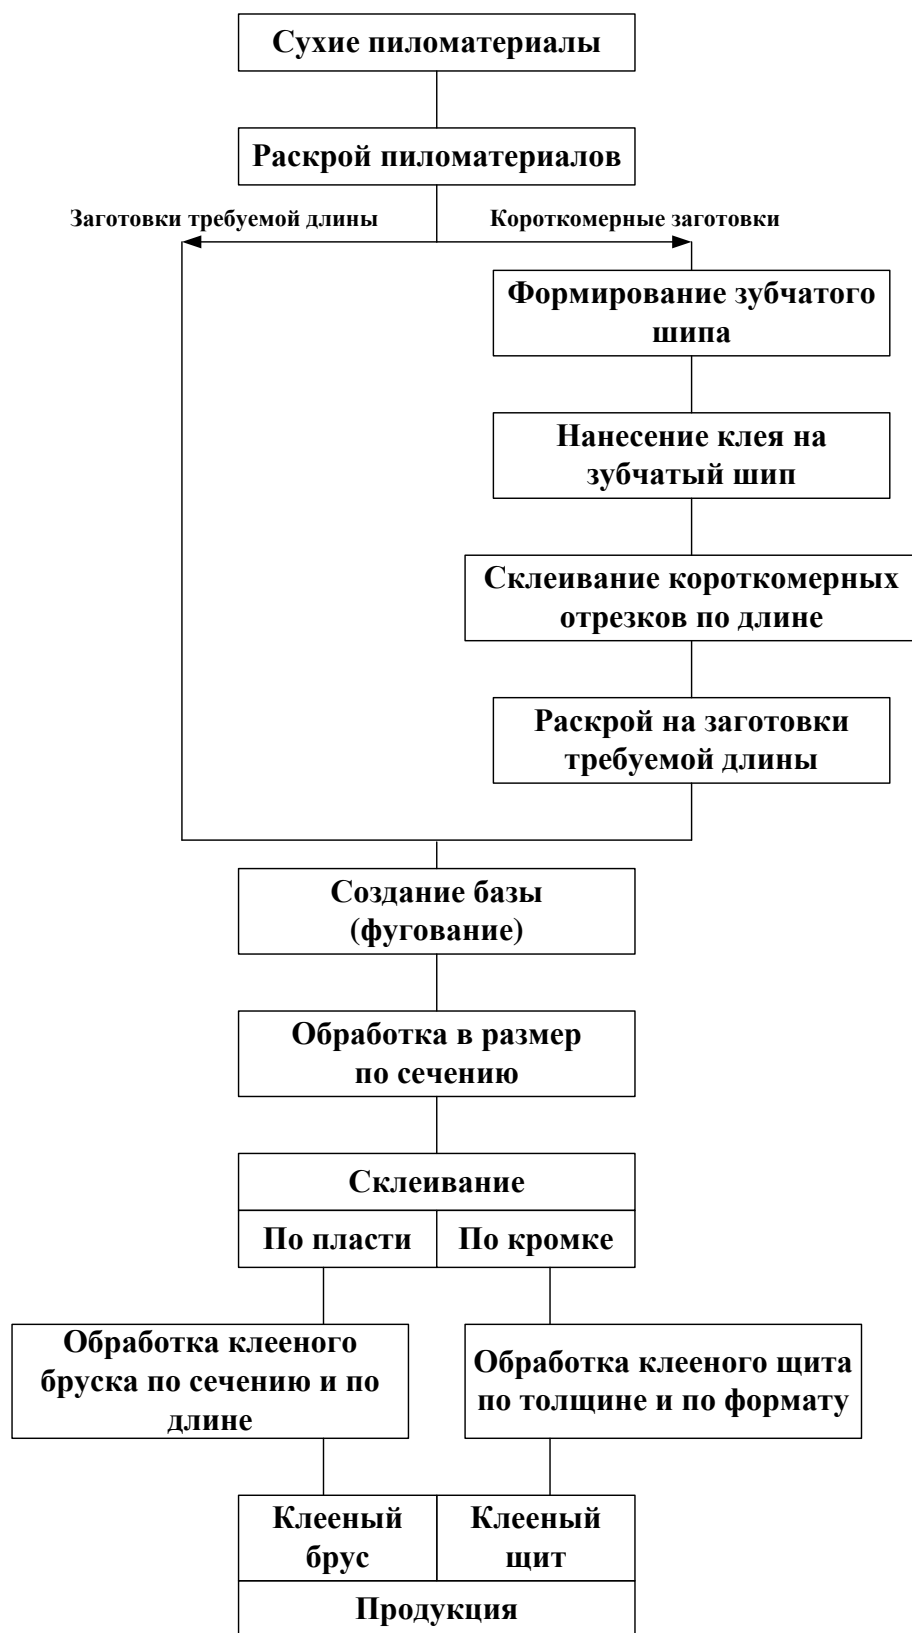 Сухие пиломатериалы
Раскрой пиломатериалов
Заготовки требуемой длины
Короткомерные заготовки
Формирование зубчатого
шипа
Нанесение клея на
зубчатый шип
Склеивание короткомерных
отрезков по длине
Раскрой на заготовки
требуемой длины
Создание базы
(фугование)
Обработка в размер
по сечению
Склеивание
По пласти
По кромке
Обработка клееного
бруска по сечению и по
длине
Обработка клееного щита
по толщине и по формату
Клееный
брус
Клееный
щит
Продукция